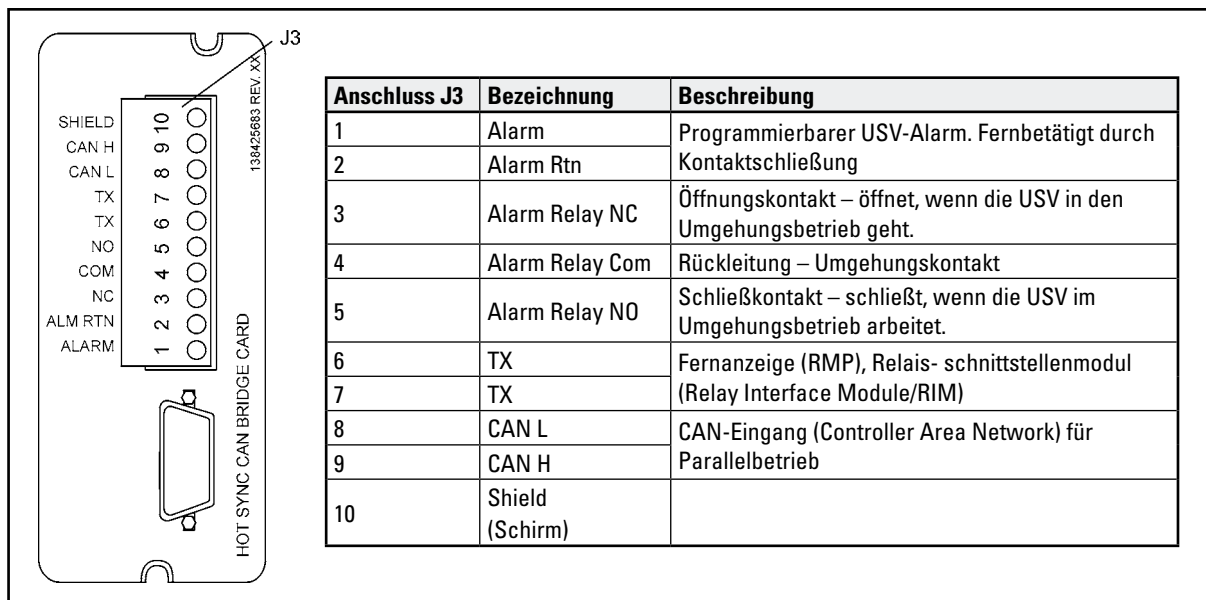 J3
138425683 REV. XX
SHIELD 10
CAN H 9
CAN L 8
TX 7
TX 6
NO 5
COM 4
NC 3
ALM RTN 2
ALARM 1
HOT SYNC CAN BRIDGE CARD
Anschluss J3 Bezeichnung Beschreibung
1 Alarm Programmierbarer USV-Alarm. Fernbetätigt durch
2 Alarm Rtn Kontaktschließung
3 Alarm Relay NC Öffnungskontakt – öffnet, wenn die USV in den
Umgehungsbetrieb geht.
4 Alarm Relay Com Rückleitung – Umgehungskontakt
5 Alarm Relay NO Schließkontakt – schließt, wenn die USV im
Umgehungsbetrieb arbeitet.
6 TX Fernanzeige (RMP), Relais- schnittstellenmodul
7 TX (Relay Interface Module/RIM)
8 CAN L CAN-Eingang (Controller Area Network) für
9 CAN H Parallelbetrieb
10 Shield
(Schirm)